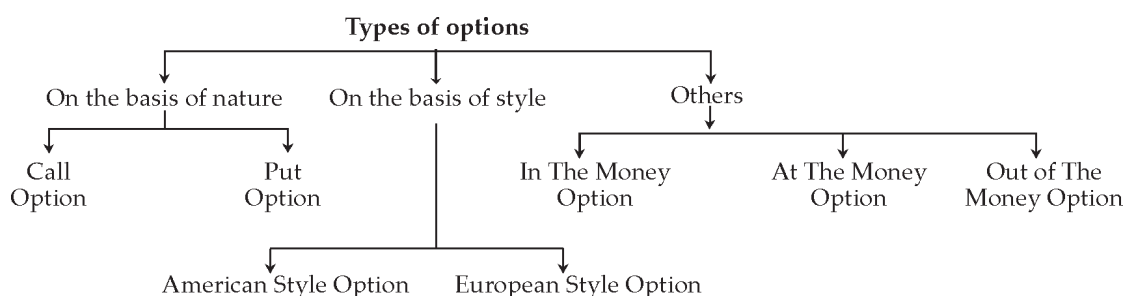 Types of options
On the basis of nature
On the basis of style
Others
Call
Option
Put
Option
In The Money
Option
At The Money
Option
Out of The
Money Option
American Style Option
European Style Option